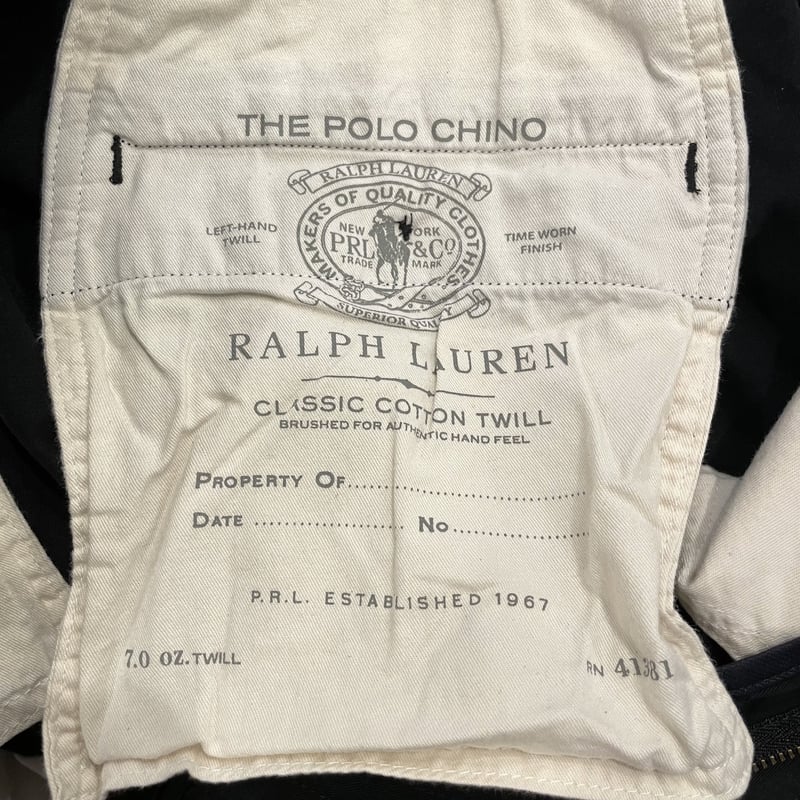 THE POLO CHINO
RALPH LAUREN
MAKERS OF QUALITY CLOTHES
LEFT-HAND
TWILL
NEW YORK
PRL & Co
TRADE MARK
TIME WORN
FINISH
SUPERIOR QUALITY
RALPH LAUREN
CLASSIC COTTON TWILL
BRUSHED FOR AUTHENTIC HAND FEEL
PROPERTY OF
DATE No
P.R.L. ESTABLISHED 1967
7.0 OZ. TWILL
RN 41381